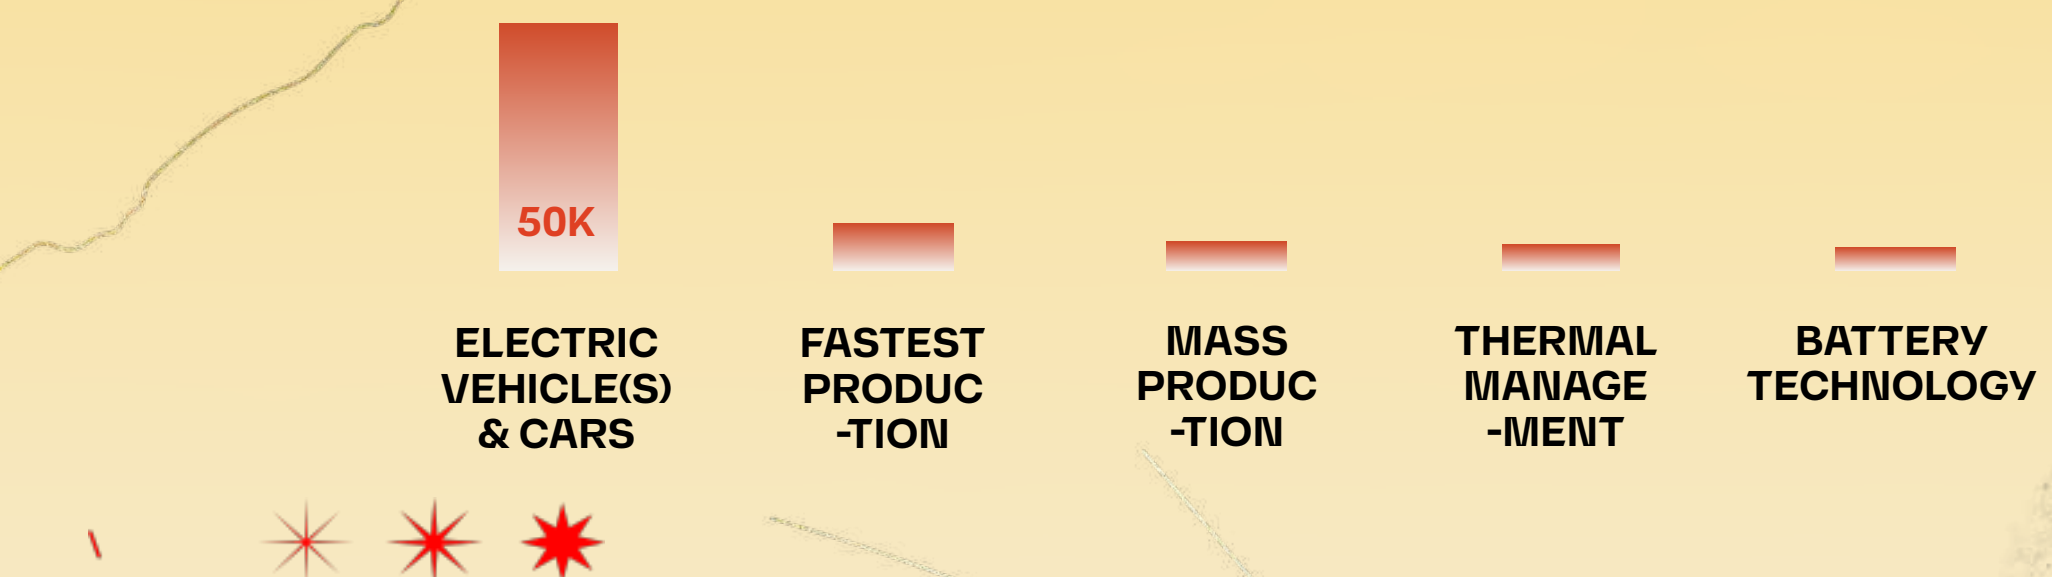 50K
ELECTRIC
VEHICLE(S)
& CARS
FASTEST
PRODUC
-TION
MASS
PRODUC
-TION
THERMAL
MANAGE
-MENT
BATTERY
TECHNOLOGY